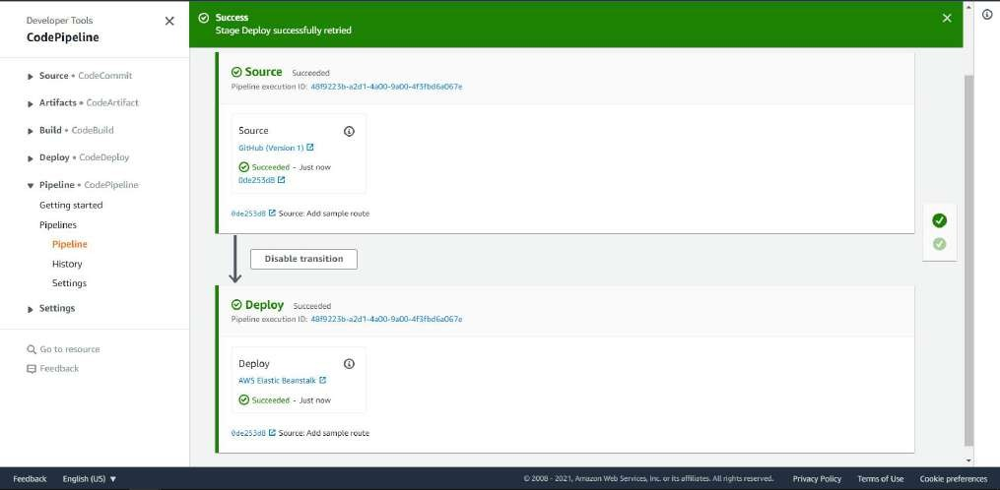 Developer Tools
CodePipeline
Source • CodeCommit
Artifacts • CodeArtifact
Build • CodeBuild
Deploy • CodeDeploy
Pipeline • CodePipeline
Getting started
Pipelines
Pipeline
History
Settings
Settings
Go to resource
Feedback
Success
Stage Deploy successfully retried
Source Succeeded
Pipeline execution ID: 48f9223b-a2d1-4a00-9a00-4f3fbd6a067e
Source
GitHub (Version 1)
Succeeded - Just now
0de253d8
0de253d8 Source: Add sample route
Disable transition
Deploy Succeeded
Pipeline execution ID: 48f9223b-a2d1-4a00-9a00-4f3fbd6a067e
Deploy
AWS Elastic Beanstalk
Succeeded - Just now
0de253d8 Source: Add sample route
Feedback English (US) © 2008 - 2021, Amazon Web Services, Inc. or its affiliates. All rights reserved. Privacy Policy Terms of Use Cookie preferences